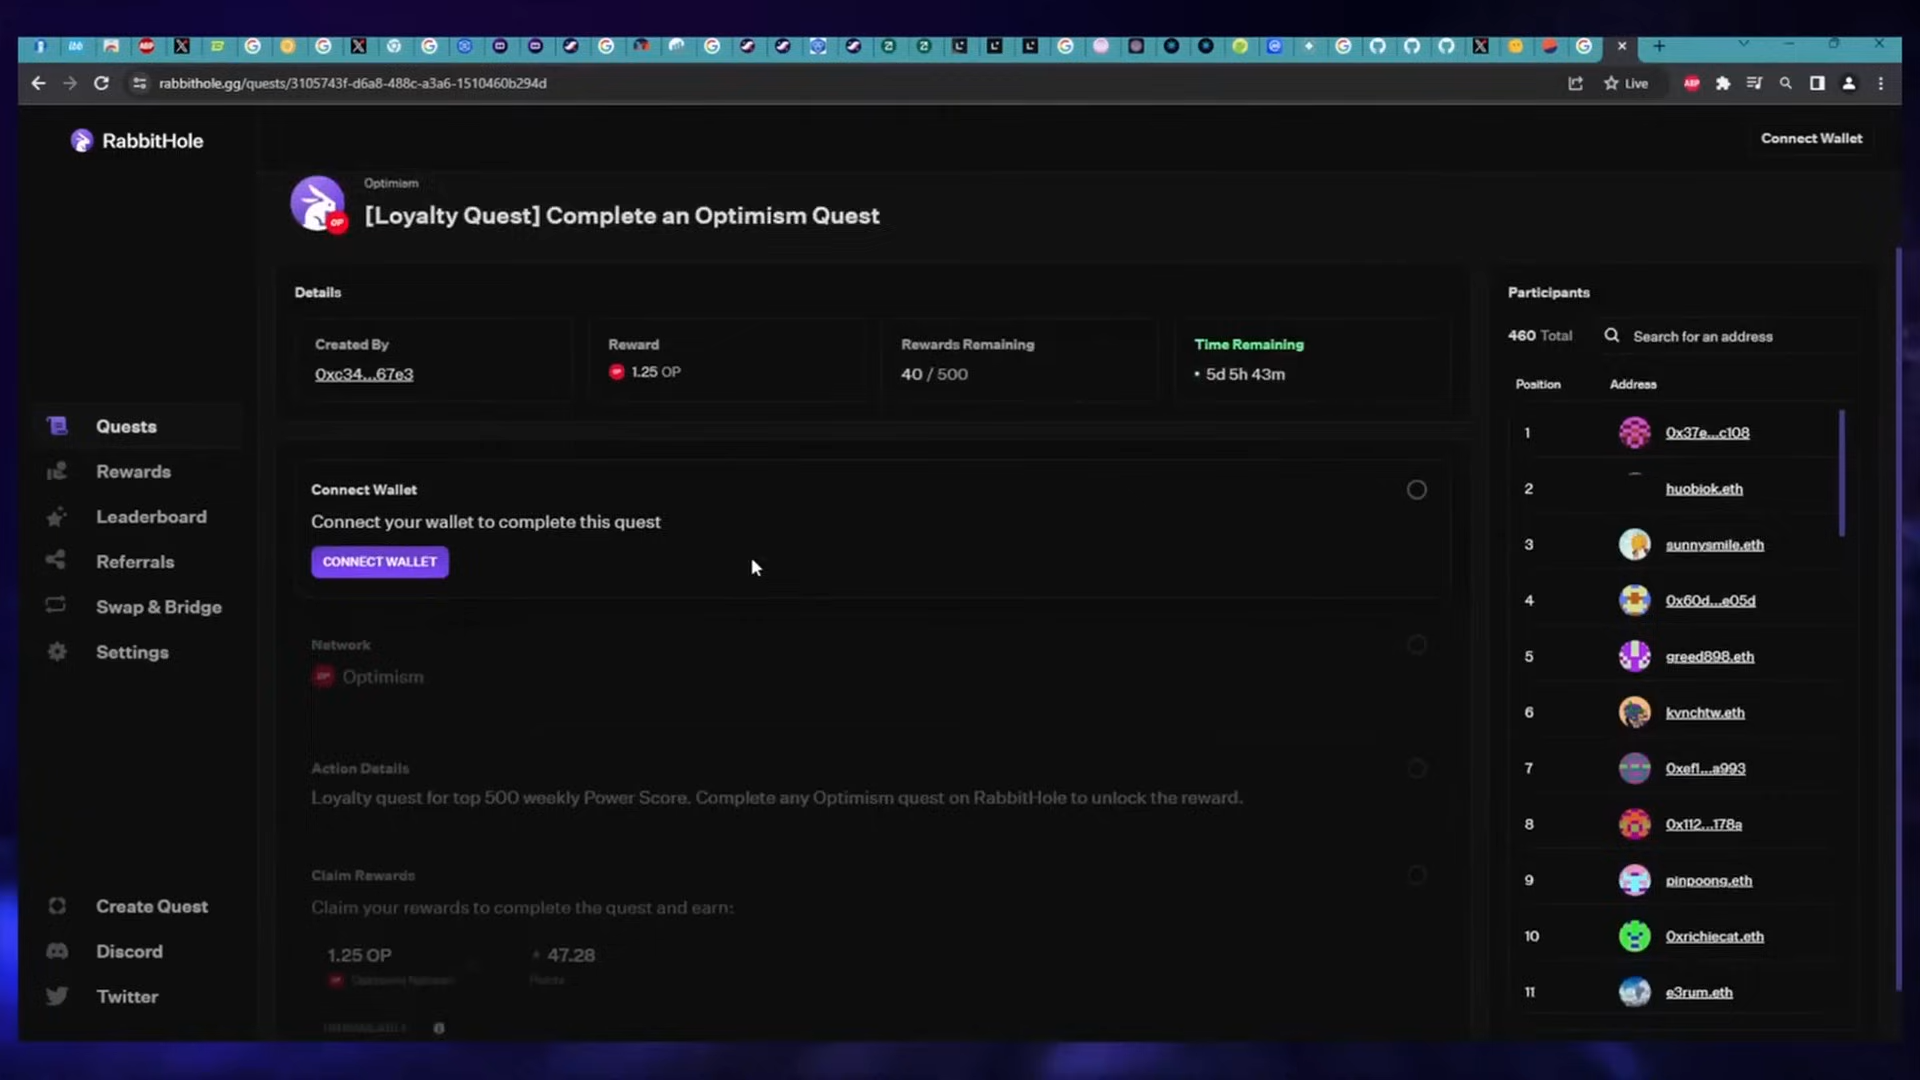 rabbithole.gg/quests/3105743f-d6a8-488c-a3a6-1510460b294d
Live
RabbitHole
Connect Wallet
Optimism
[Loyalty Quest] Complete an Optimism Quest
Details
Created By
0xc34...67e3
Reward
OP 1.25 OP
Rewards Remaining
40 / 500
Time Remaining
• 5d 5h 43m
Participants
460 Total
Search for an address
Position Address
1 0x37e...c108
2 huobiok.eth
3 sunnysmile.eth
4 0x60d...e05d
5 greed898.eth
6 kvnchtw.eth
7 0xef1...a993
8 0x112...178a
9 pinpoong.eth
10 0xrichiecat.eth
11 e3rum.eth
Quests
Rewards
Leaderboard
Referrals
Swap & Bridge
Settings
Create Quest
Discord
Twitter
Connect Wallet
Connect your wallet to complete this quest
CONNECT WALLET
Network
OP Optimism
Action Details
Loyalty quest for top 500 weekly Power Score. Complete any Optimism quest on RabbitHole to unlock the reward.
Claim Rewards
Claim your rewards to complete the quest and earn:
1.25 OP
47.28
Points